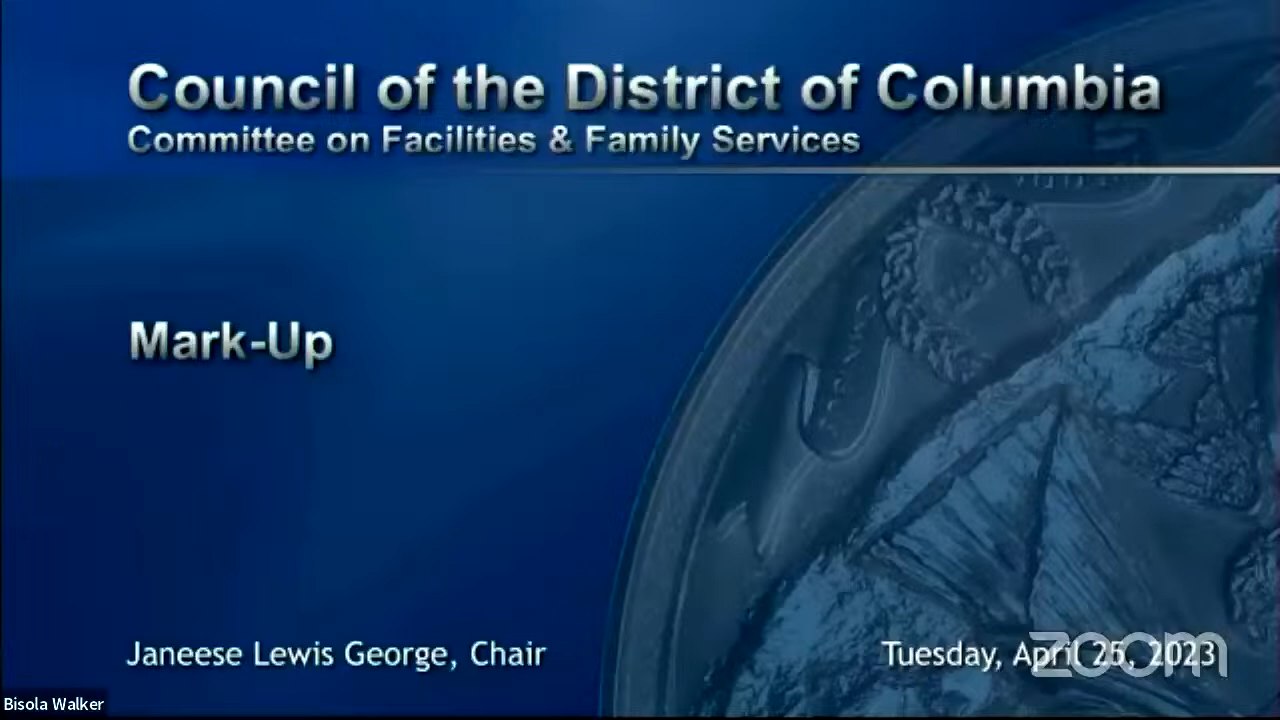 Council of the District of Columbia
Committee on Facilities & Family Services
Mark-Up
Janeese Lewis George, Chair
Tuesday, April 25, 2023
zoom
Bisola Walker